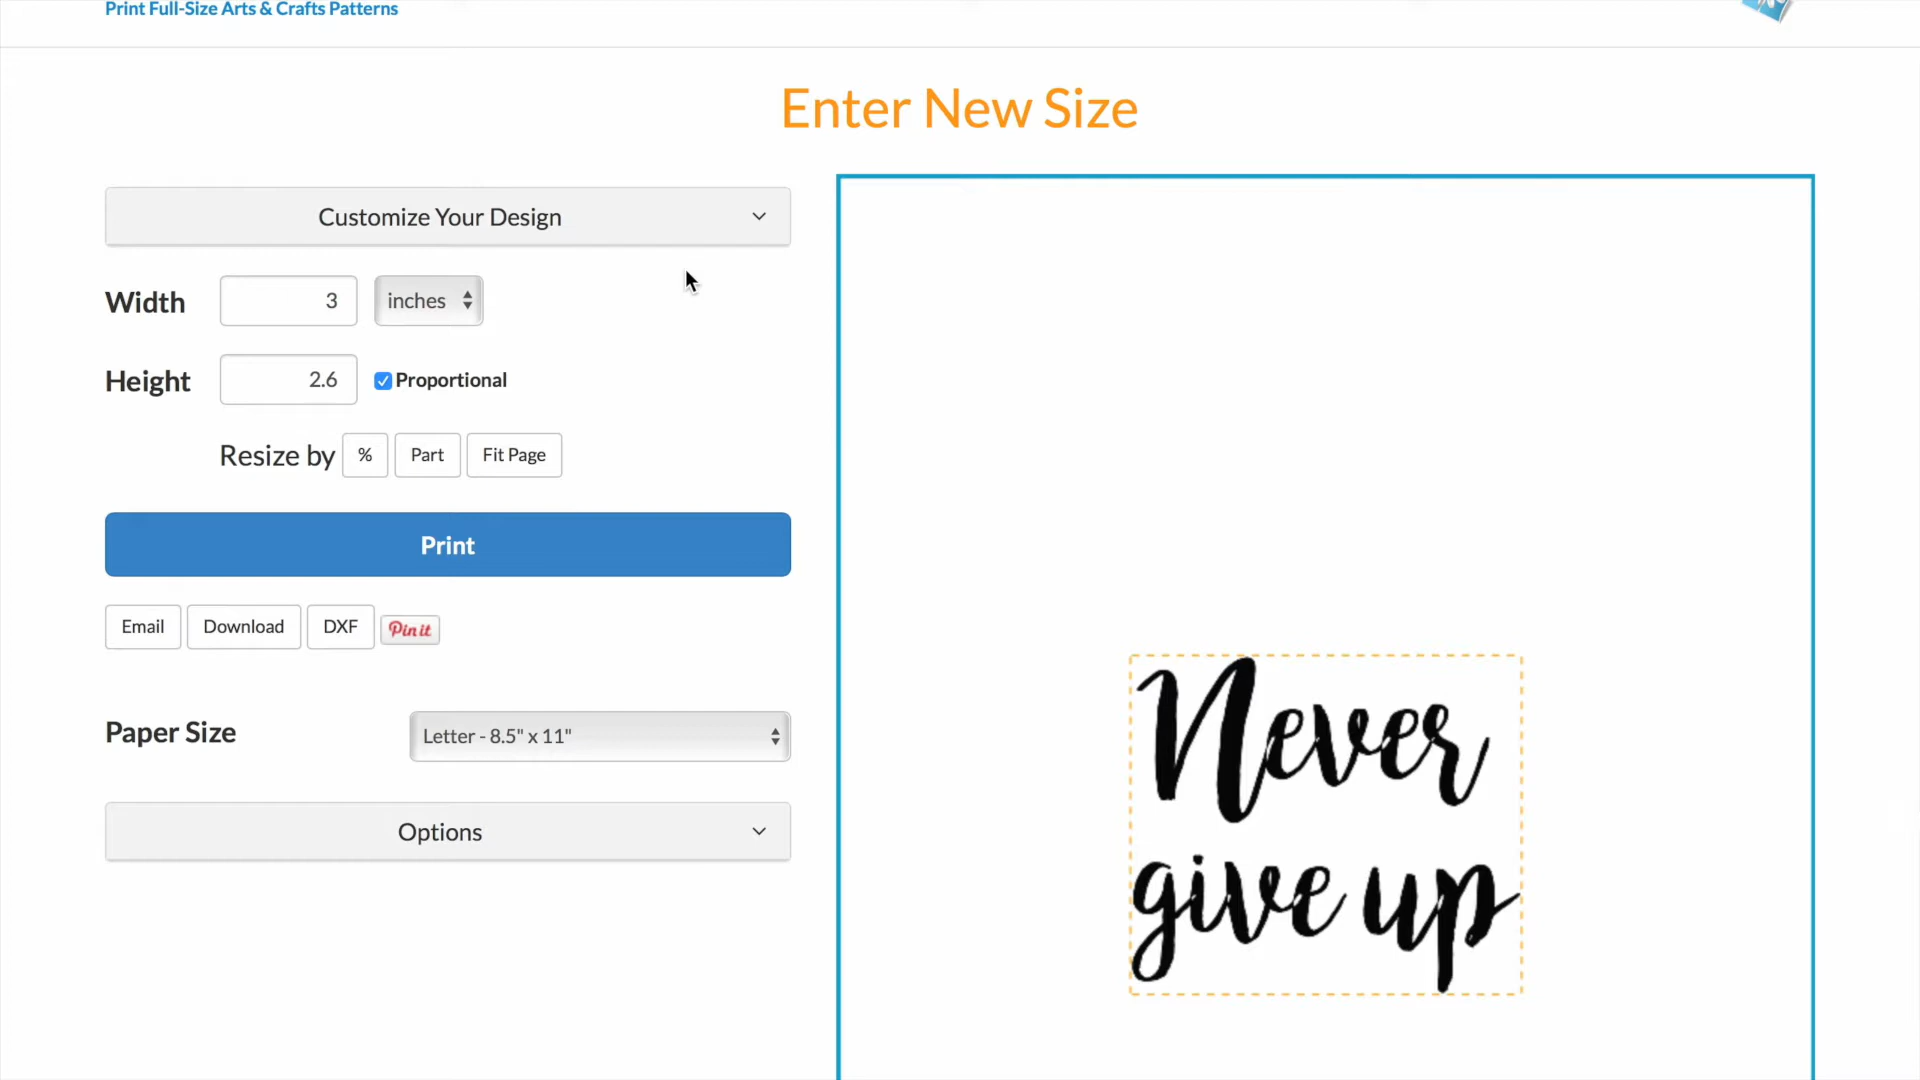 Print Full-Size Arts & Crafts Patterns
Enter New Size
Customize Your Design
Width 3 inches
Height 2.6 Proportional
Resize by % Part Fit Page
Print
Email Download DXF Pin it
Paper Size Letter - 8.5" x 11"
Options
Never
give up